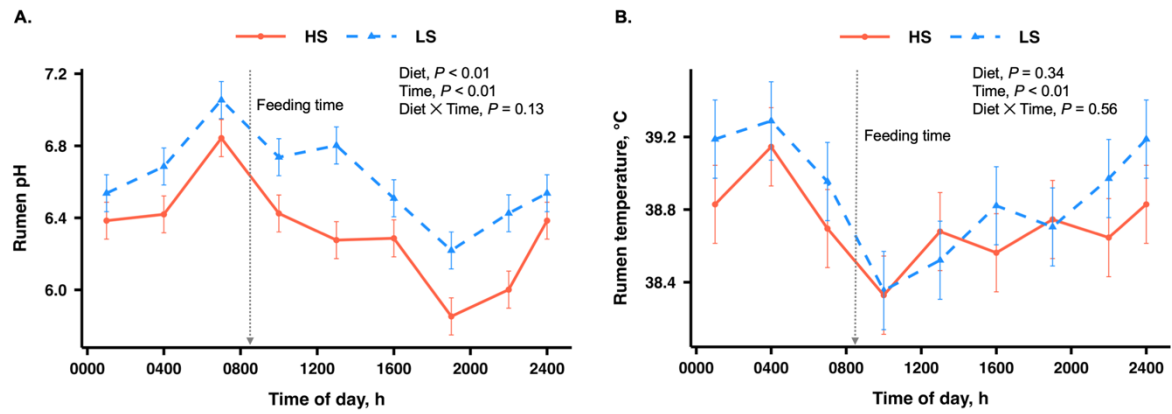 A.
HS LS
Diet, P < 0.01
Time, P < 0.01
Diet × Time, P = 0.13
Feeding time
Rumen pH
7.2
6.8
6.4
6.0
0000 0400 0800 1200 1600 2000 2400
Time of day, h
B.
HS LS
Diet, P = 0.34
Time, P < 0.01
Diet × Time, P = 0.56
Feeding time
Rumen temperature, °C
39.2
38.8
38.4
0000 0400 0800 1200 1600 2000 2400
Time of day, h